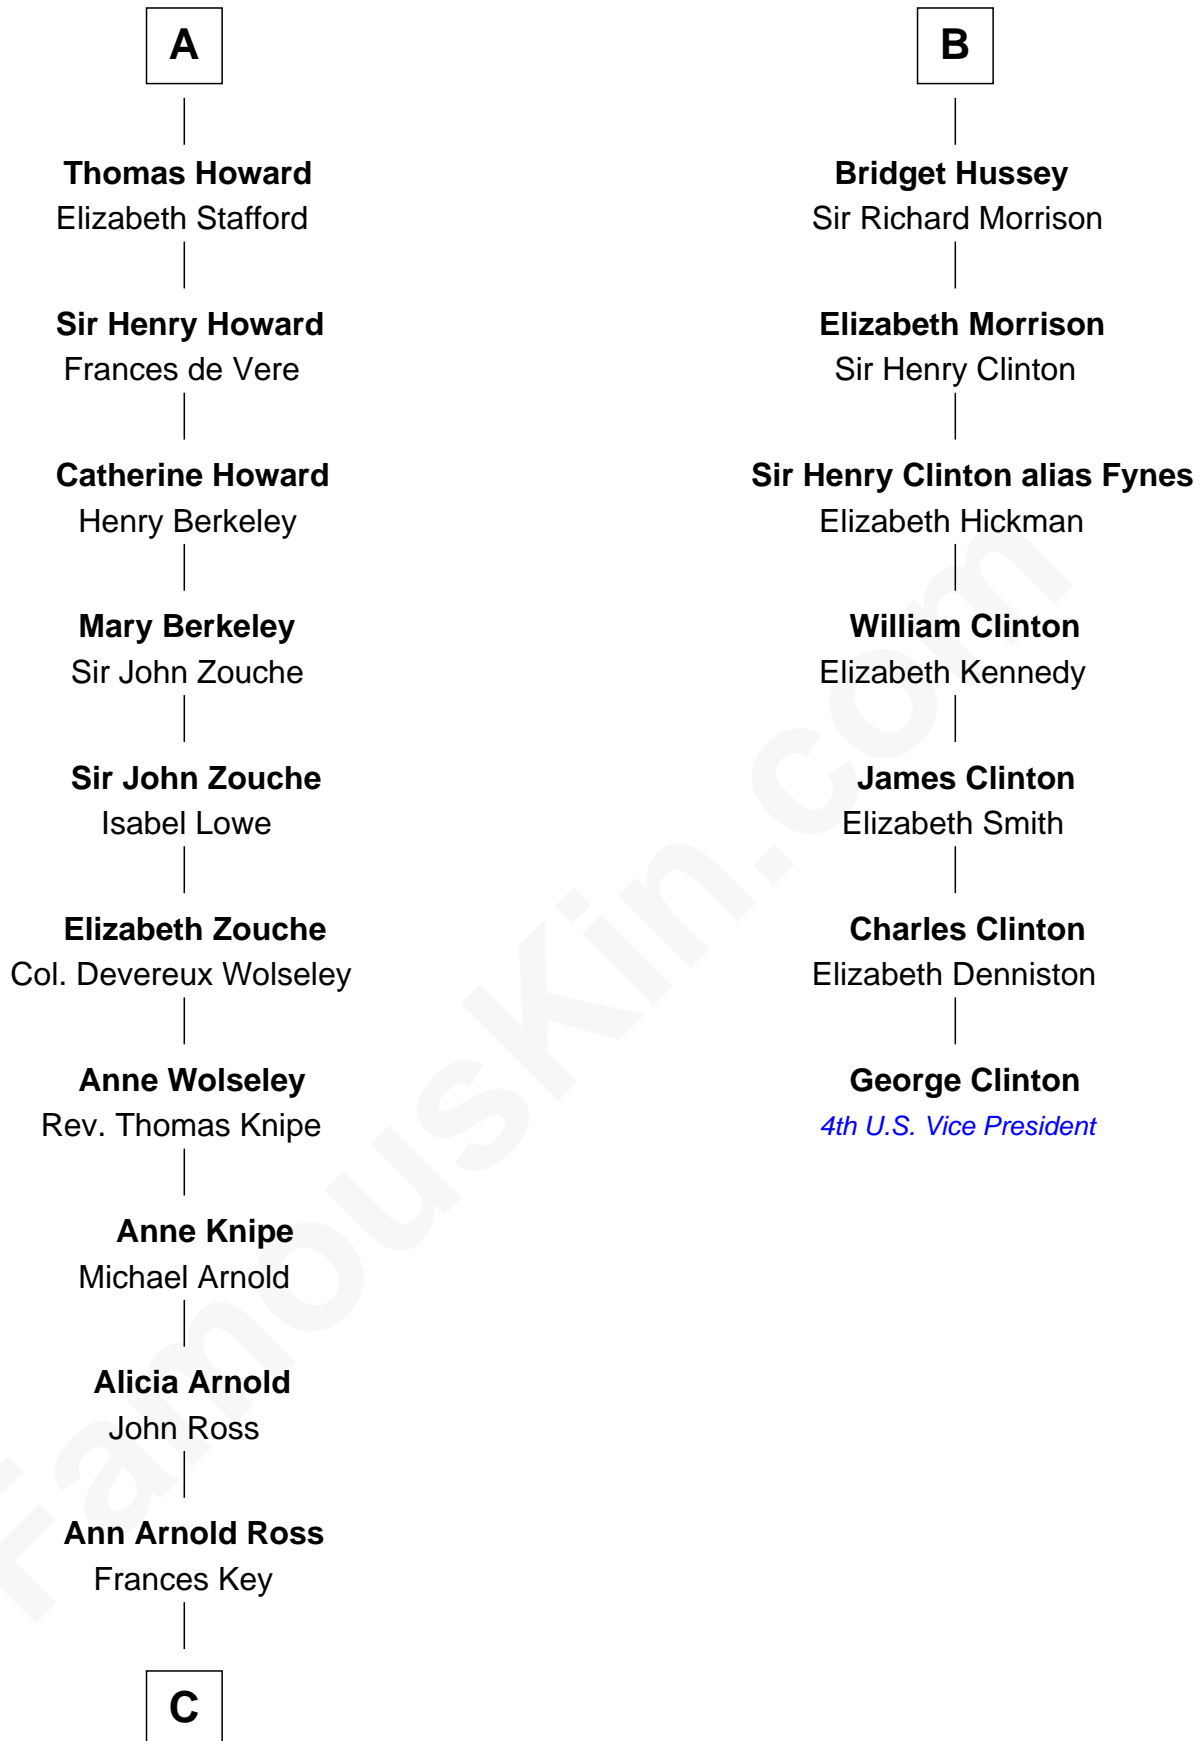 A
Thomas Howard
Elizabeth Stafford
Sir Henry Howard
Frances de Vere
Catherine Howard
Henry Berkeley
Mary Berkeley
Sir John Zouche
Sir John Zouche
Isabel Lowe
Elizabeth Zouche
Col. Devereux Wolseley
Anne Wolseley
Rev. Thomas Knipe
Anne Knipe
Michael Arnold
Alicia Arnold
John Ross
Ann Arnold Ross
Frances Key
C
B
Bridget Hussey
Sir Richard Morrison
Elizabeth Morrison
Sir Henry Clinton
Sir Henry Clinton alias Fynes
Elizabeth Hickman
William Clinton
Elizabeth Kennedy
James Clinton
Elizabeth Smith
Charles Clinton
Elizabeth Denniston
George Clinton
4th U.S. Vice President
FamousKin.com